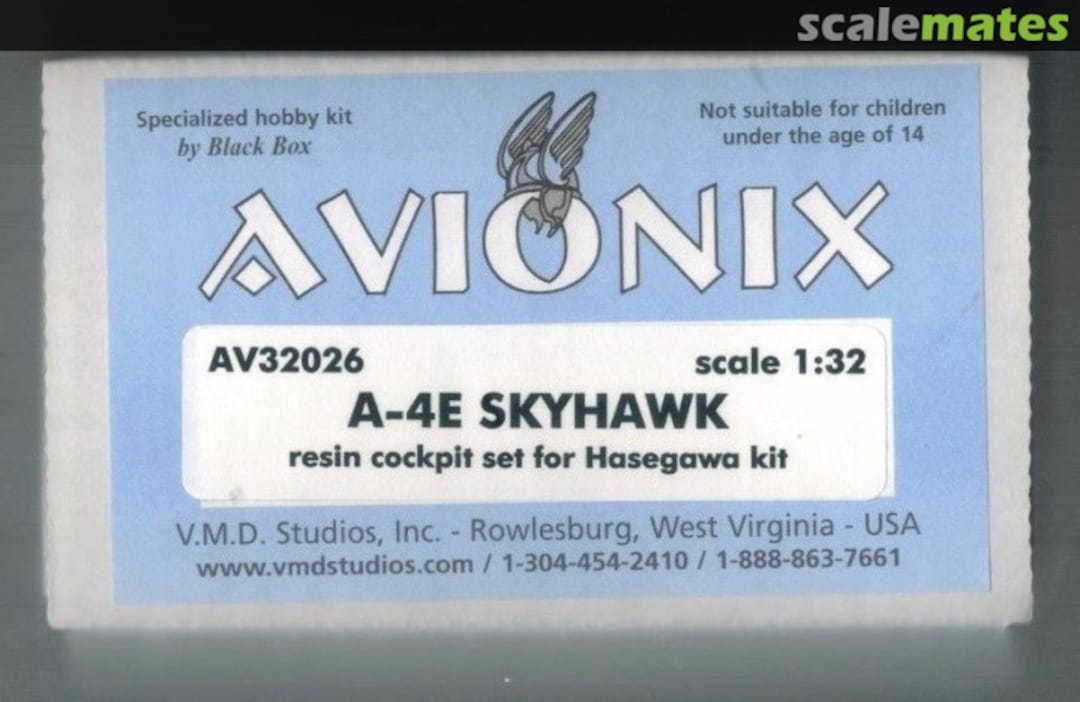 scalemates
Specialized hobby kit
by Black Box
Not suitable for children
under the age of 14
AVIONIX
AV32026
scale 1:32
A-4E SKYHAWK
resin cockpit set for Hasegawa kit
V.M.D. Studios, Inc. - Rowlesburg, West Virginia - USA
www.vmdstudios.com / 1-304-454-2410 / 1-888-863-7661